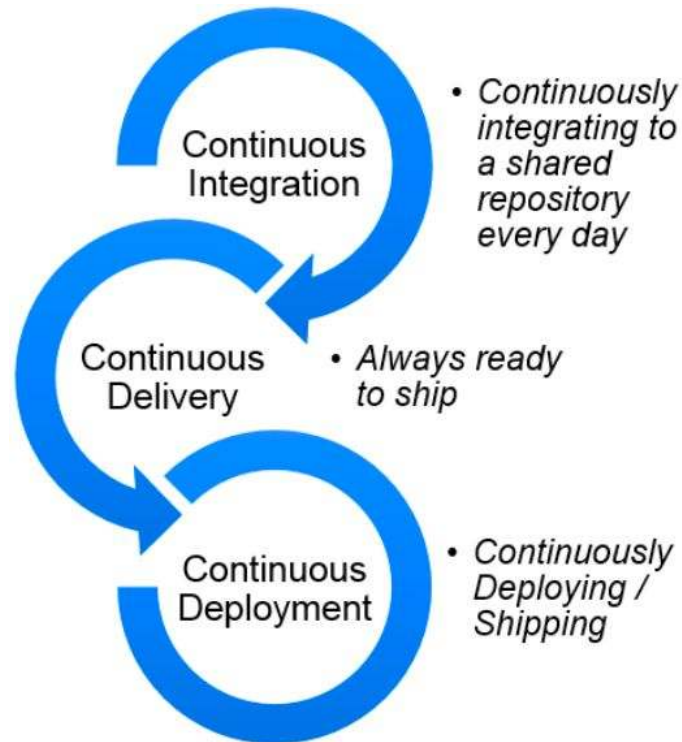 Continuous
Integration
• Continuously
integrating to
a shared
repository
every day
Continuous
Delivery
• Always ready
to ship
Continuous
Deployment
• Continuously
Deploying /
Shipping